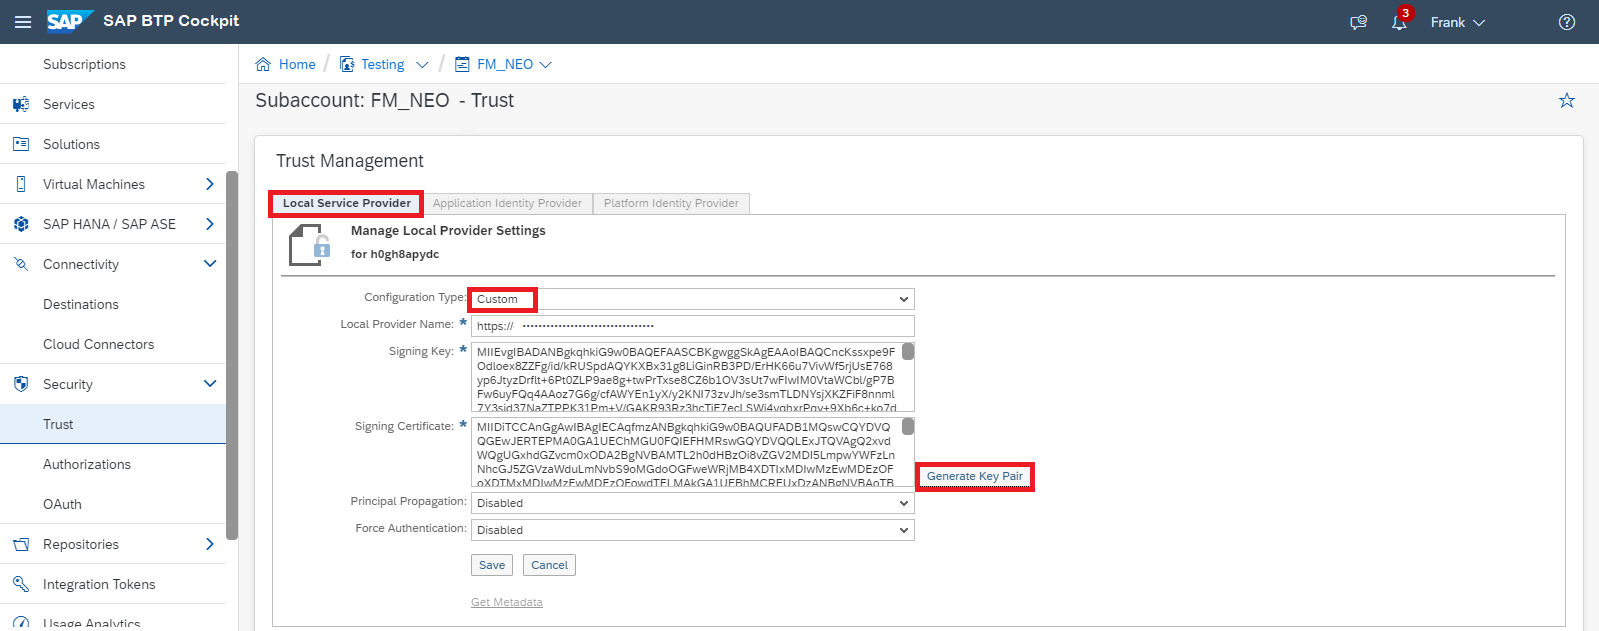 SAP
SAP BTP Cockpit
3
Frank
Subscriptions
Services
Solutions
Virtual Machines
SAP HANA / SAP ASE
Connectivity
Destinations
Cloud Connectors
Security
Trust
Authorizations
OAuth
Repositories
Integration Tokens
Usage Analytics
Home / Testing / FM_NEO
Subaccount: FM_NEO - Trust
Trust Management
Local Service Provider
Application Identity Provider
Platform Identity Provider
Manage Local Provider Settings
for h0gh8apydc
Configuration Type: Custom
Local Provider Name: * https://
Signing Key: * MIIEvgIBADANBgkqhkiG9w0BAQEFAASCBKgwggSkAgEAAoIBAQCncKssxpe9F
Odloex8ZZFg/id/kRUSpdAQYKXBx31g8LiGinRB3PD/ErHK66u7VivWf5rjUsE768
yp6JtyzDrflt+6Pt0ZLP9ae8g+twPrTxse8CZ6b1OV3sUt7wFIwIM0VtaWCbl/gP7B
Fw6uyFQq4AAoz7G6g/cfAWYEn1yX/y2KNI73zvJh/se3smTLDNYsjXKZFiF8nnml
Signing Certificate: * MIIDiTCCAnGgAwIBAgIECAqfmzANBgkqhkiG9w0BAQUFADB1MQswCQYDVQ
QGEwJERTEPMA0GA1UEChMGU0FQIEFHMRswGQYDVQQLExJTQVAgQ2xvd
WQgUGxhdGZvcm0xODA2BgNVBAMTL2h0dHBzOi8vZGV2MDI5LmpwYWFzLn
NhcGJ5ZGVzaWduLmNvbS9oMGdoOGFweWRjMB4XDTIxMDIwMzEwMDEzOF
Generate Key Pair
Principal Propagation: Disabled
Force Authentication: Disabled
Save
Cancel
Get Metadata